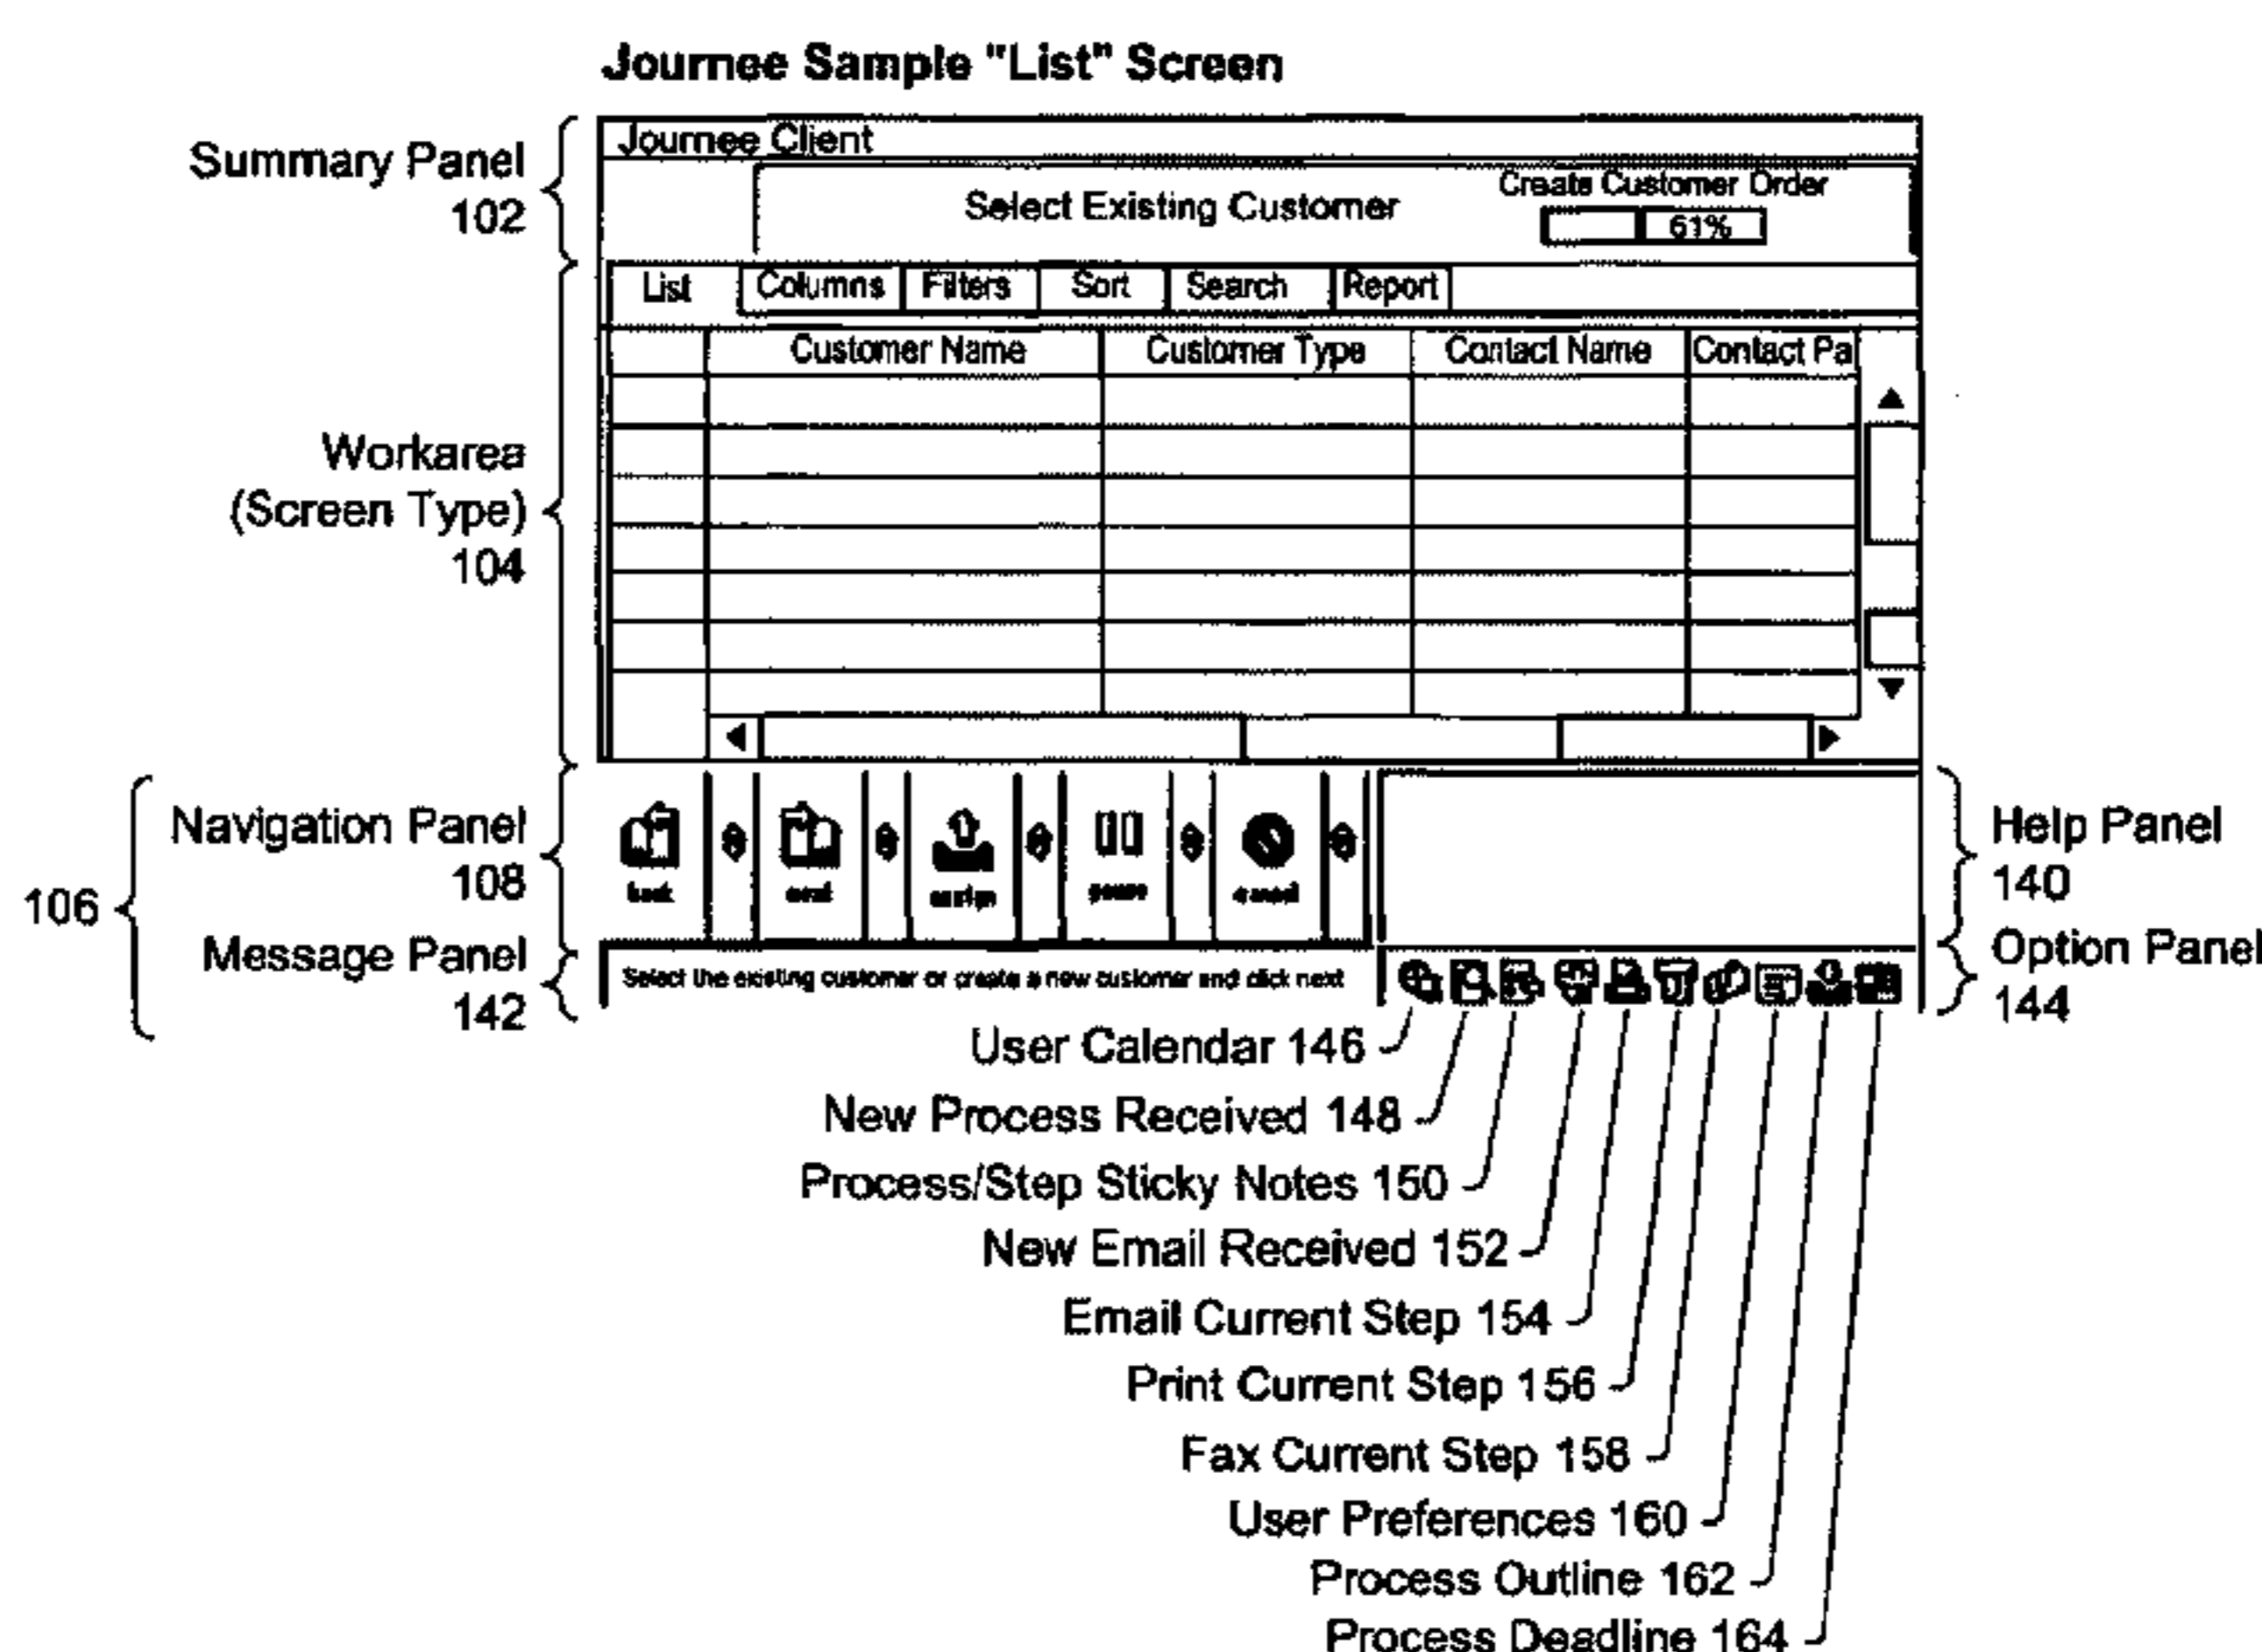 Journee Sample "List" Screen
Summary Panel
102
Journee Client
Select Existing Customer
Create Customer Order
61%
List Columns Filters Sort Search Report
Customer Name Customer Type Contact Name Contact Pa
Workarea
(Screen Type)
104
106
Navigation Panel
108
back next assign pause cancel
Help Panel
140
Message Panel
142
Select the existing customer or create a new customer and click next
Option Panel
144
User Calendar 146
New Process Received 148
Process/Step Sticky Notes 150
New Email Received 152
Email Current Step 154
Print Current Step 156
Fax Current Step 158
User Preferences 160
Process Outline 162
Process Deadline 164